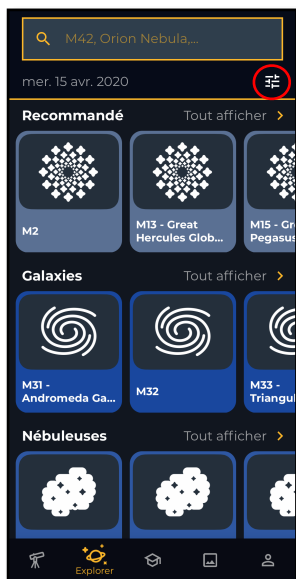 M42, Orion Nebula,...
mer. 15 avr. 2020
Recommandé
Tout afficher
M2
M13 - Great
Hercules Glob...
M15 - Gr
Pegasus
Galaxies
Tout afficher
M31 -
Andromeda Ga...
M32
M33 -
Triangul
Nébuleuses
Tout afficher
Explorer